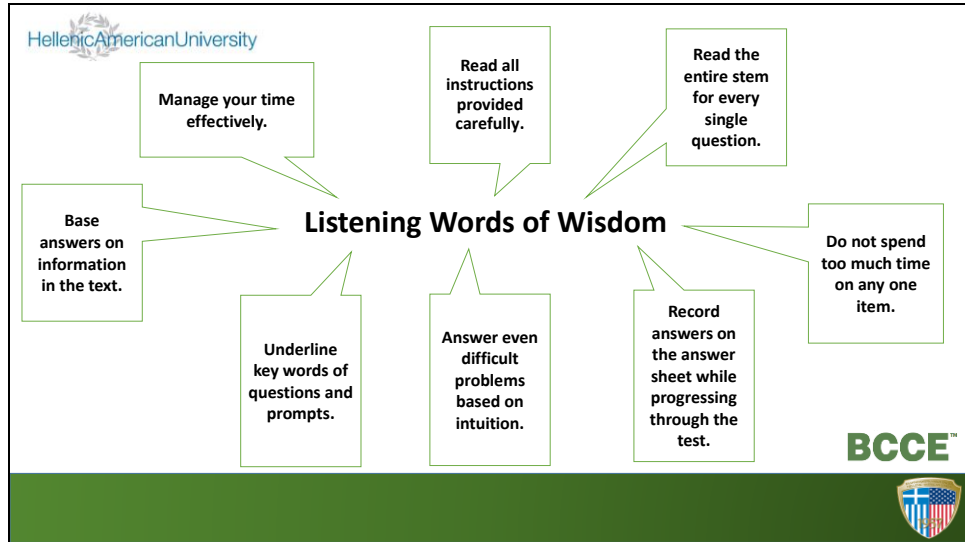 HellenicAmericanUniversity
Manage your time
effectively.
Read all
instructions
provided
carefully.
Read the
entire stem
for every
single
question.
Base
answers on
information
in the text.
Listening Words of Wisdom
Do not spend
too much time
on any one
item.
Underline
key words of
questions and
prompts.
Answer even
difficult
problems
based on
intuition.
Record
answers on
the answer
sheet while
progressing
through the
test.
BCCE™